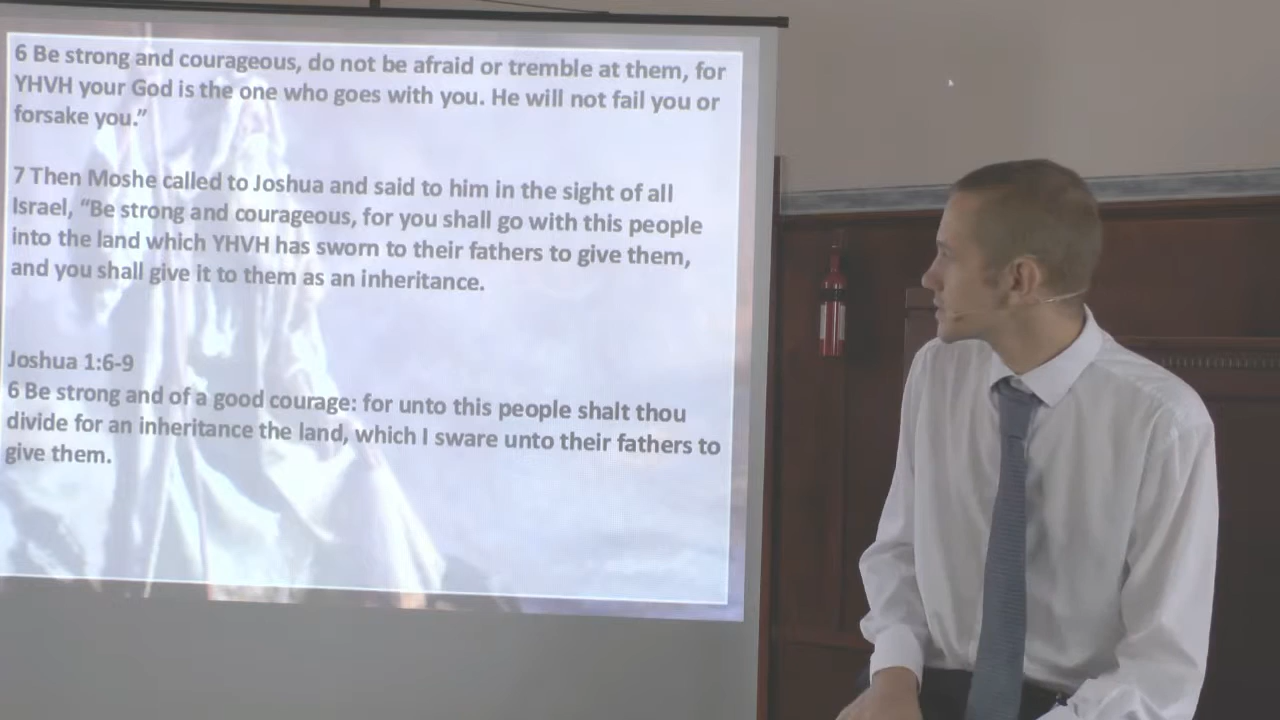 6 Be strong and courageous, do not be afraid or tremble at them, for
YHVH your God is the one who goes with you. He will not fail you or
forsake you.”
7 Then Moshe called to Joshua and said to him in the sight of all
Israel, “Be strong and courageous, for you shall go with this people
into the land which YHVH has sworn to their fathers to give them,
and you shall give it to them as an inheritance.
Joshua 1:6-9
6 Be strong and of a good courage: for unto this people shalt thou
divide for an inheritance the land, which I sware unto their fathers to
give them.